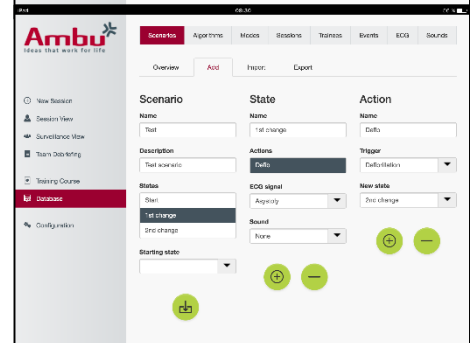 iPad 08:30
Ambu
Ideas that work for life
Scenarios Algorithms Modes Sessions Trainees Events ECG Sounds
Overview Add Import Export
New Session
Session View
Surveillance View
Team Debriefing
Training Course
Database
Configuration
Scenario
Name
Test
Description
Test scenario
States
Start
1st change
2nd change
Starting state
State
Name
1st change
Actions
Defib
ECG signal
Asystoly
Sound
None
Action
Name
Defib
Trigger
Defibrillation
New state
2nd change